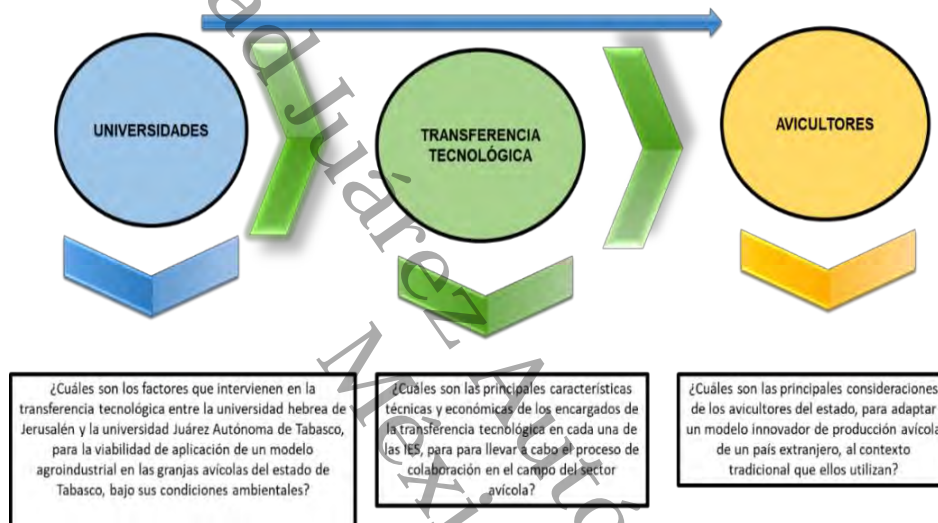 UNIVERSIDADES
TRANSFERENCIA
TECNOLÓGICA
AVICULTORES
¿Cuáles son los factores que intervienen en la
transferencia tecnológica entre la universidad hebrea de
Jerusalén y la universidad Juárez Autónoma de Tabasco,
para la viabilidad de aplicación de un modelo
agroindustrial en las granjas avícolas del estado de
Tabasco, bajo sus condiciones ambientales?
¿Cuáles son las principales características
técnicas y económicas de los encargados de
la transferencia tecnológica en cada una de
las IES, para para llevar a cabo el proceso de
colaboración en el campo del sector
avícola?
¿Cuáles son las principales consideraciones
de los avicultores del estado, para adaptar
un modelo innovador de producción avícola
de un país extranjero, al contexto
tradicional que ellos utilizan?
ad Juárez Autó
Méxi